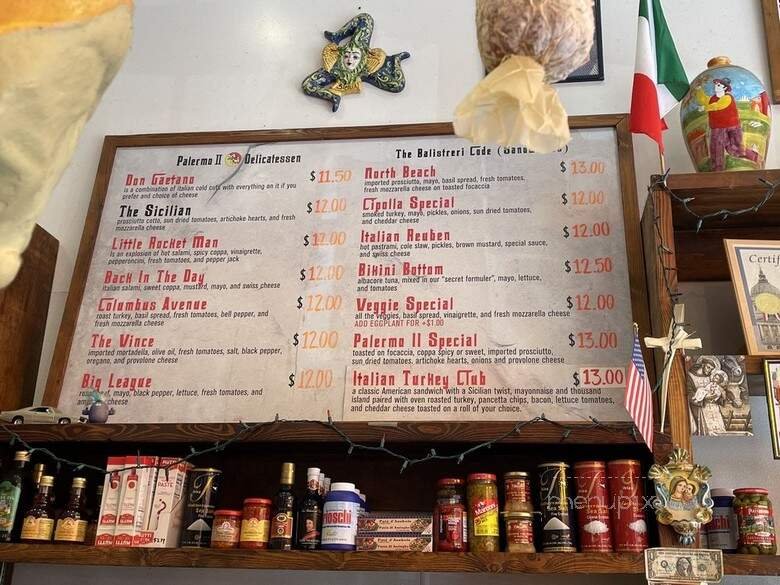 Palermo II Delicatessen
Don Gaetano $11.50
is a combination of italian cold cuts with everything on it if you
prefer and choice of cheese
The Sicilian $12.00
prosciutto cotto, sun dried tomatoes, artichoke hearts, and fresh
mozzarella cheese
Little Rocket Man $12.00
Is an explosion of hot salami, spicy coppa, vinaigrette,
pepperoncini, fresh tomatoes, and pepper jack
Back In The Day $12.00
italian salami, sweet coppa, mustard, mayo, and swiss cheese
Columbus Avenue $12.00
roast turkey, basil spread, fresh tomatoes, bell pepper, and
fresh mozzarella cheese
The Vince $12.00
imported mortadella, olive oil, fresh tomatoes, salt, black pepper,
oregano, and provolone cheese
Big League $12.00
mayo, black pepper, lettuce, fresh tomatoes, and
cheese
The Balistreri Code
North Beach $13.00
imported prosciutto, mayo, basil spread, fresh tomatoes,
fresh mozzarella cheese on toasted focaccia
Cipolla Special $12.00
smoked turkey, mayo, pickles, onions, sun dried tomatoes,
and cheddar cheese
Italian Reuben $12.00
hot pastrami, cole slaw, pickles, brown mustard, special sauce,
and swiss cheese
Bikini Bottom $12.50
albacore tuna, mixed in our "secret formuler", mayo, lettuce,
and tomatoes
Veggie Special $12.00
all the veggies, basil spread, vinaigrette, and fresh mozzarella cheese
ADD EGGPLANT FOR +$1.00
Palermo II Special $13.00
toasted on focaccia, coppa spicy or sweet, imported prosciutto,
sun dried tomatoes, artichoke hearts, onions and provolone cheese
Italian Turkey Club $13.00
a classic American sandwich with a Sicilian twist, mayonnaise and thousand
island paired with oven roasted turkey, pancetta chips, bacon, lettuce tomatoes,
and cheddar cheese toasted on a roll of your choice.
menupix